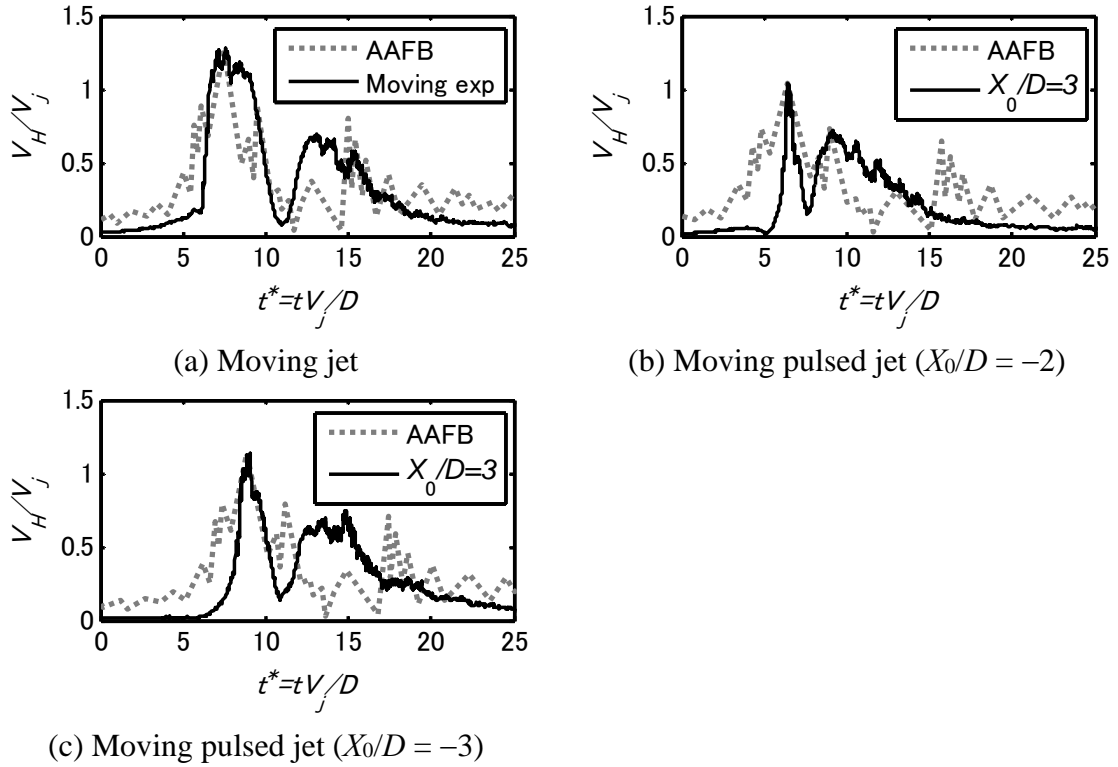 1.5
1
0.5
0
V_H/V_j
AAFB
Moving exp
0 5 10 15 20 25
t*=tV_j/D
(a) Moving jet
1.5
1
0.5
0
V_H/V_j
AAFB
X_0/D=3
0 5 10 15 20 25
t*=tV_j/D
(b) Moving pulsed jet (X_0/D = −2)
1.5
1
0.5
0
V_H/V_j
AAFB
X_0/D=3
0 5 10 15 20 25
t*=tV_j/D
(c) Moving pulsed jet (X_0/D = −3)